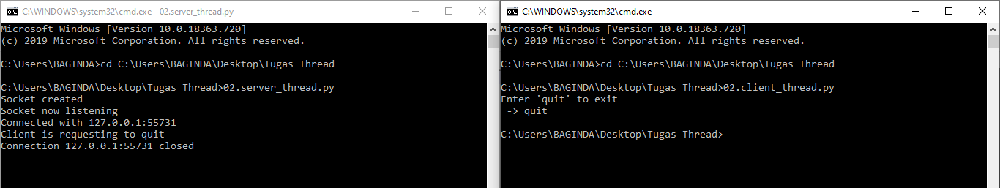 C:\WINDOWS\system32\cmd.exe - 02.server_thread.py
Microsoft Windows [Version 10.0.18363.720]
(c) 2019 Microsoft Corporation. All rights reserved.
C:\Users\BAGINDA>cd C:\Users\BAGINDA\Desktop\Tugas Thread
C:\Users\BAGINDA\Desktop\Tugas Thread>02.server_thread.py
Socket created
Socket now listening
Connected with 127.0.0.1:55731
Client is requesting to quit
Connection 127.0.0.1:55731 closed
C:\WINDOWS\system32\cmd.exe
Microsoft Windows [Version 10.0.18363.720]
(c) 2019 Microsoft Corporation. All rights reserved.
C:\Users\BAGINDA>cd C:\Users\BAGINDA\Desktop\Tugas Thread
C:\Users\BAGINDA\Desktop\Tugas Thread>02.client_thread.py
Enter 'quit' to exit
-> quit
C:\Users\BAGINDA\Desktop\Tugas Thread>